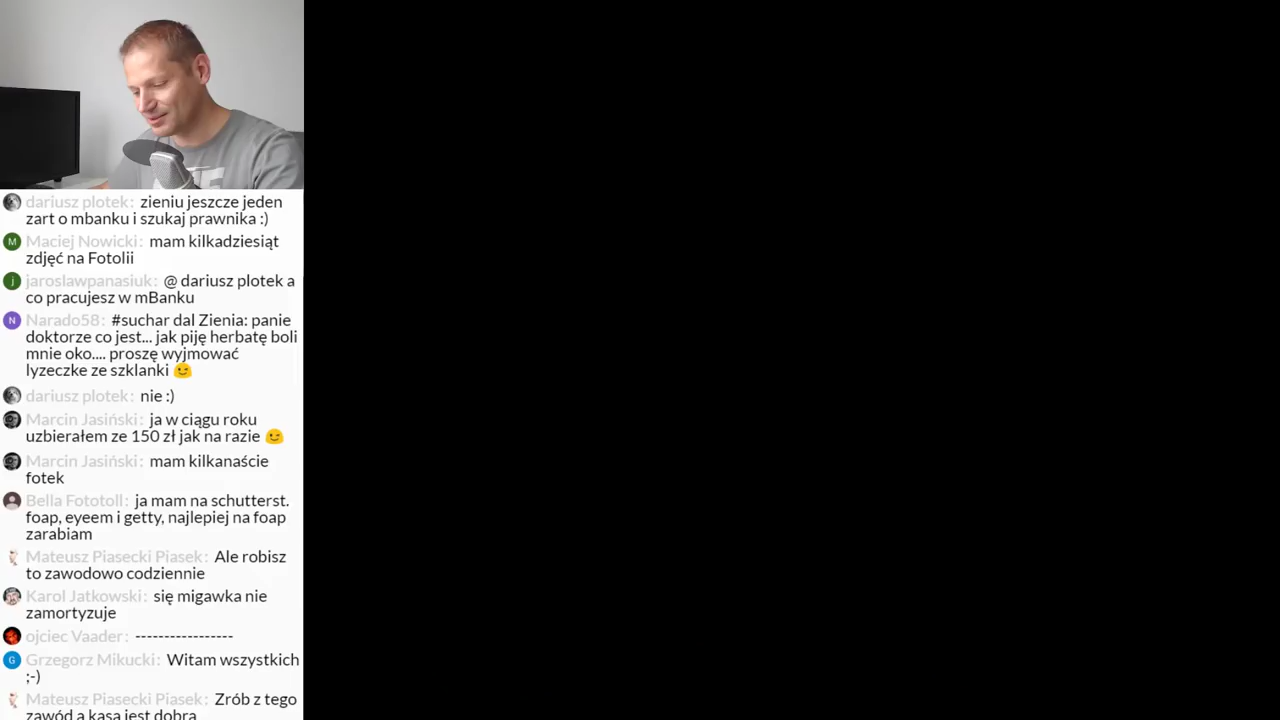 dariusz plotek: zieniu jeszcze jeden
zart o mbanku i szukaj prawnika :)
M Maciej Nowicki: mam kilkadziesiąt
zdjęć na Fotolii
j jaroslawpanasiuk: @ dariusz plotek a
co pracujesz w mBanku
N Narado58: #suchar dal Zienia: panie
doktorze co jest... jak piję herbatę boli
mnie oko.... proszę wyjmować
lyzeczke ze szklanki 😉
dariusz plotek: nie :)
Marcin Jasiński: ja w ciągu roku
uzbierałem ze 150 zł jak na razie 😉
Marcin Jasiński: mam kilkanaście
fotek
Bella Fototoll: ja mam na schutterst.
foap, eyeem i getty, najlepiej na foap
zarabiam
Mateusz Piasecki Piasek: Ale robisz
to zawodowo codziennie
Karol Jatkowski: się migawka nie
zamortyzuje
ojciec Vaader: -----------------
G Grzegorz Mikucki: Witam wszystkich
;-)
Mateusz Piasecki Piasek: Zrób z tego
zawód a kasa jest dobra